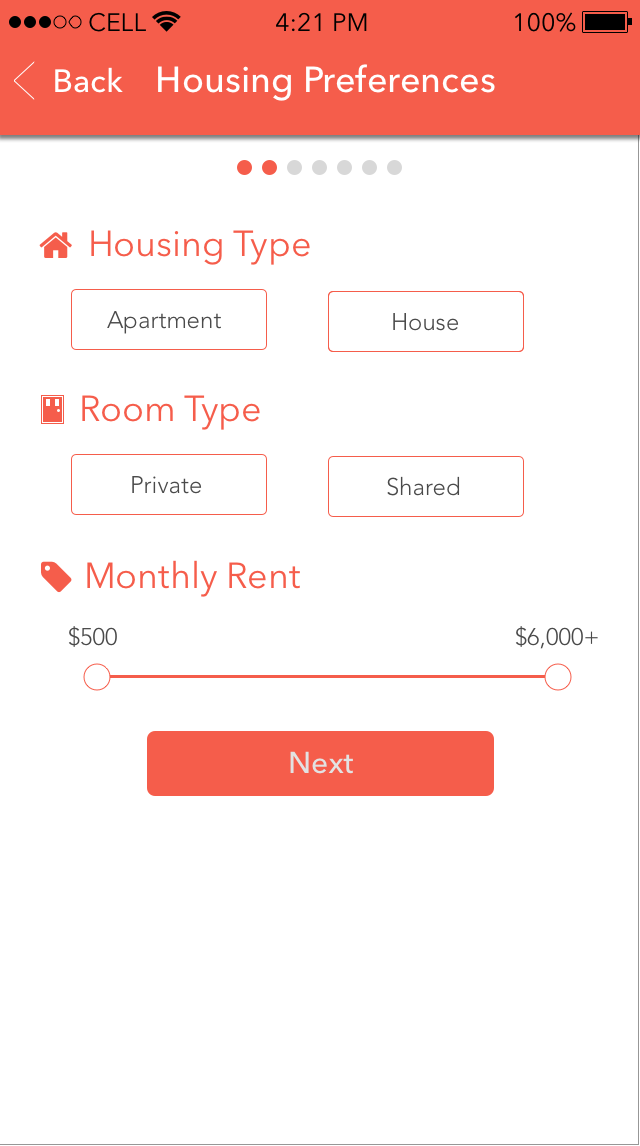 CELL 4:21 PM 100%
Back Housing Preferences
Housing Type
Apartment House
Room Type
Private Shared
Monthly Rent
$500 $6,000+
Next